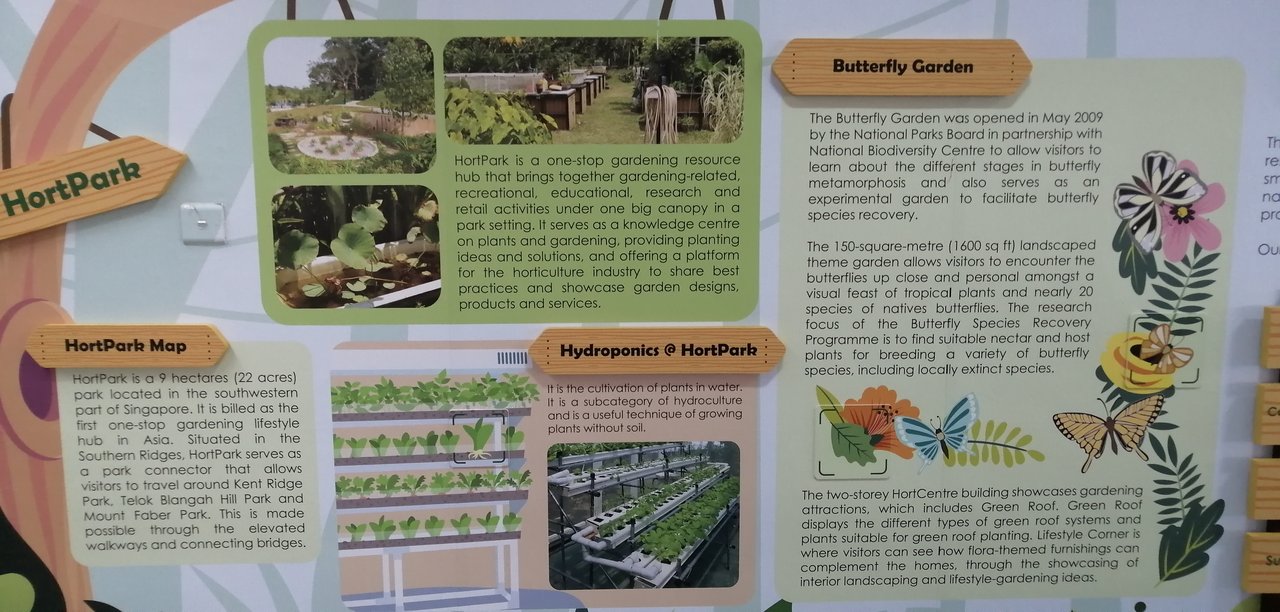 HortPark
HortPark is a one-stop gardening resource
hub that brings together gardening-related,
recreational, educational, research and
retail activities under one big canopy in a
park setting. It serves as a knowledge centre
on plants and gardening, providing planting
ideas and solutions, and offering a platform
for the horticulture industry to share best
practices and showcase garden designs,
products and services.
HortPark Map
HortPark is a 9 hectares (22 acres)
park located in the southwestern
part of Singapore. It is billed as the
first one-stop gardening lifestyle
hub in Asia. Situated in the
Southern Ridges, HortPark serves as
a park connector that allows
visitors to travel around Kent Ridge
Park, Telok Blangah Hill Park and
Mount Faber Park. This is made
possible through the elevated
walkways and connecting bridges.
Hydroponics @ HortPark
It is the cultivation of plants in water.
It is a subcategory of hydroculture
and is a useful technique of growing
plants without soil.
Butterfly Garden
The Butterfly Garden was opened in May 2009
by the National Parks Board in partnership with
National Biodiversity Centre to allow visitors to
learn about the different stages in butterfly
metamorphosis and also serves as an
experimental garden to facilitate butterfly
species recovery.
The 150-square-metre (1600 sq ft) landscaped
theme garden allows visitors to encounter the
butterflies up close and personal amongst a
visual feast of tropical plants and nearly 20
species of natives butterflies. The research
focus of the Butterfly Species Recovery
Programme is to find suitable nectar and host
plants for breeding a variety of butterfly
species, including locally extinct species.
The two-storey HortCentre building showcases gardening
attractions, which includes Green Roof. Green Roof
displays the different types of green roof systems and
plants suitable for green roof planting. Lifestyle Corner is
where visitors can see how flora-themed furnishings can
complement the homes, through the showcasing of
interior landscaping and lifestyle-gardening ideas.